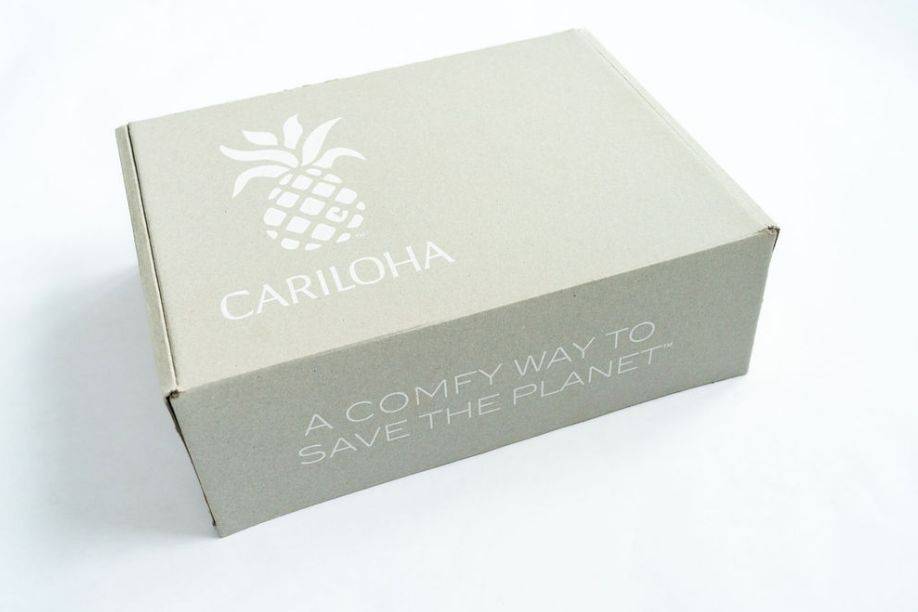 CARILOHA
A COMFY WAY TO
SAVE THE PLANET™